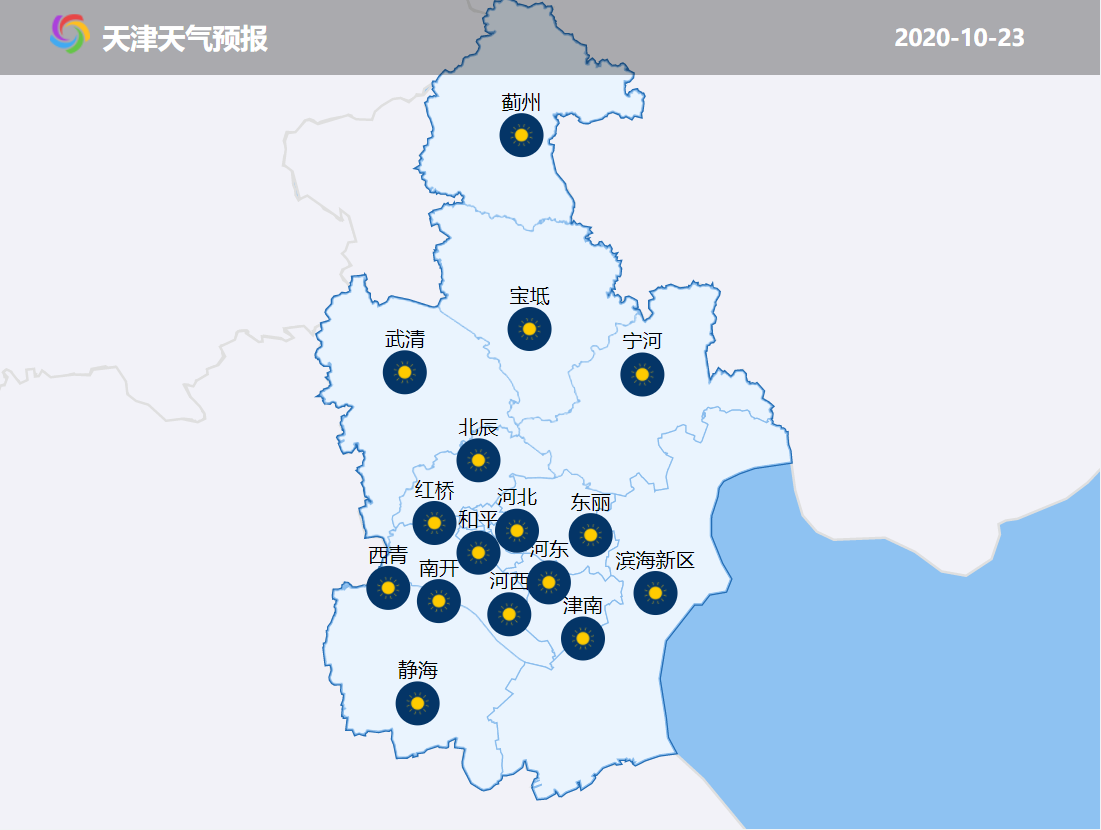 天津天气预报
2020-10-23
蓟州
宝坻
武清
宁河
北辰
红桥
河北
东丽
和平
河东
西青
南开
滨海新区
河西
津南
静海